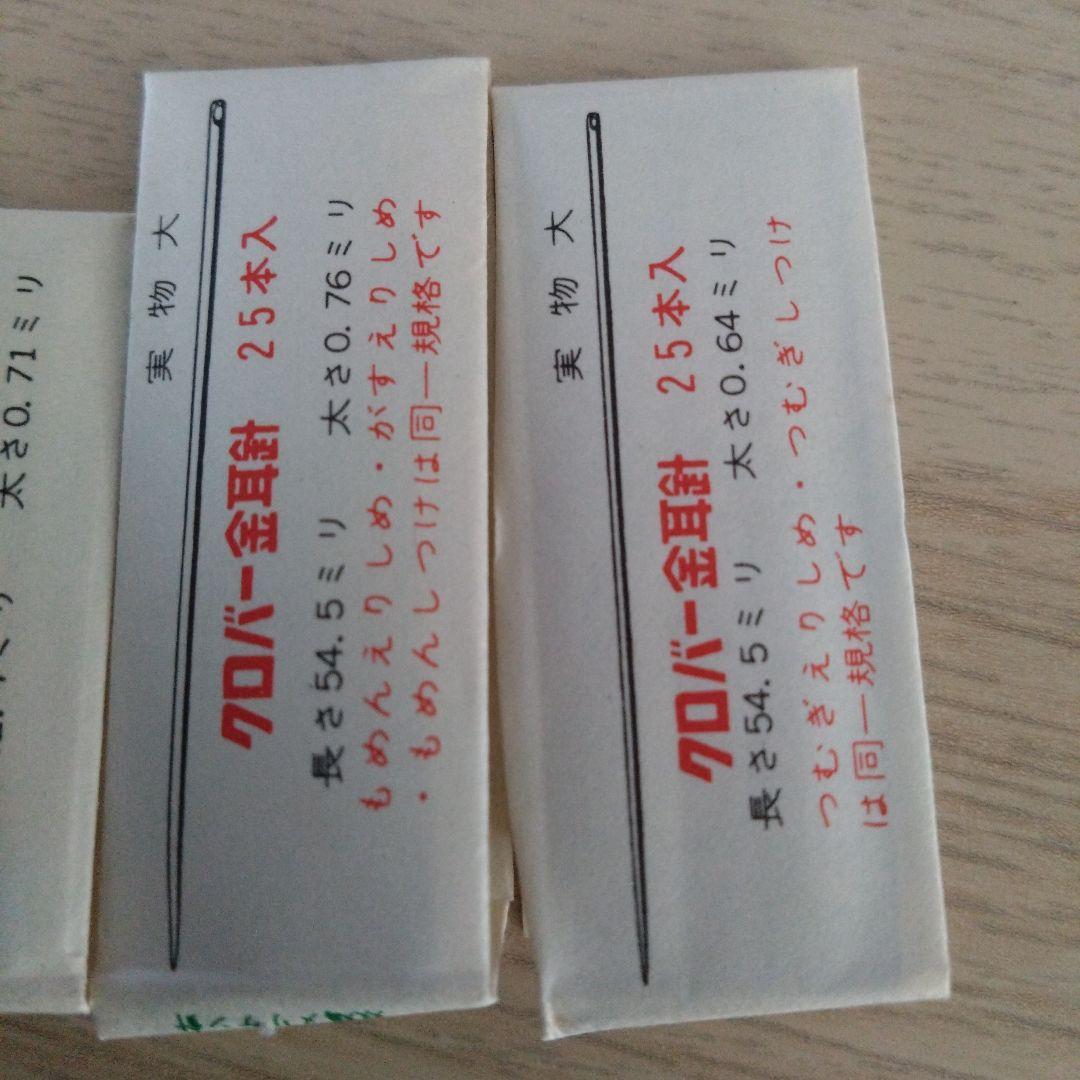 太さ0.71ミリ
実物大
クロバー金耳針 25本入
長さ54.5ミリ 太さ0.76ミリ
もめんえりしめ・がすえりしめ
・もめんしつけは同一規格です
実物大
クロバー金耳針 25本入
長さ54.5ミリ 太さ0.64ミリ
つむぎえりしめ・つむぎしつけ
は同一規格です